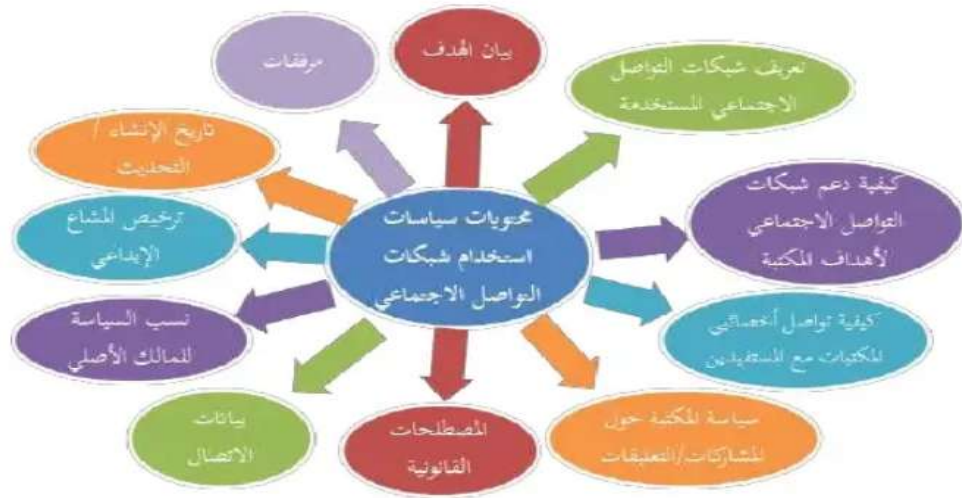 محتويات سياسات
استخدام شبكات
التواصل الاجتماعي
بيان الهدف
تعريف شبكات التواصل
الاجتماعي المستخدمة
كيفية دعم شبكات
التواصل الاجتماعي
لأهداف المكتبة
كيفية تواصل أخصائيي
المكتبات مع المستفيدين
سياسة المكتبة حول
المشاركات/التعليقات
المصطلحات
القانونية
بيانات
الاتصال
نسب السياسة
للمالك الأصلي
ترخيص المشاع
الإبداعي
تاريخ الإنشاء /
التحديث
مرفقات